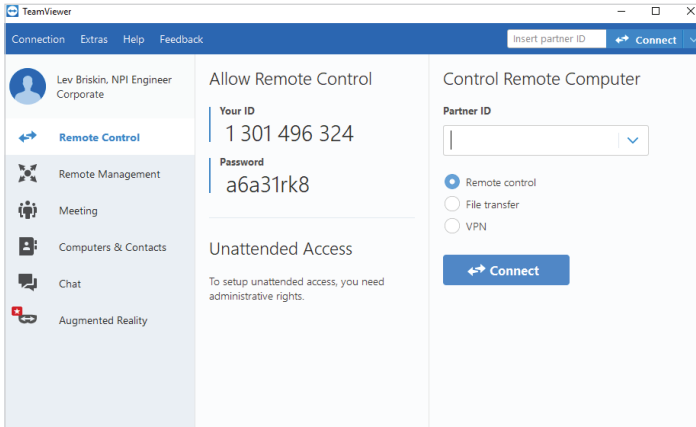 TeamViewer
Connection Extras Help Feedback
Insert partner ID
Connect
Lev Briskin, NPI Engineer
Corporate
Remote Control
Remote Management
Meeting
Computers & Contacts
Chat
Augmented Reality
Allow Remote Control
Your ID
1 301 496 324
Password
a6a31rk8
Unattended Access
To setup unattended access, you need
administrative rights.
Control Remote Computer
Partner ID
Remote control
File transfer
VPN
Connect